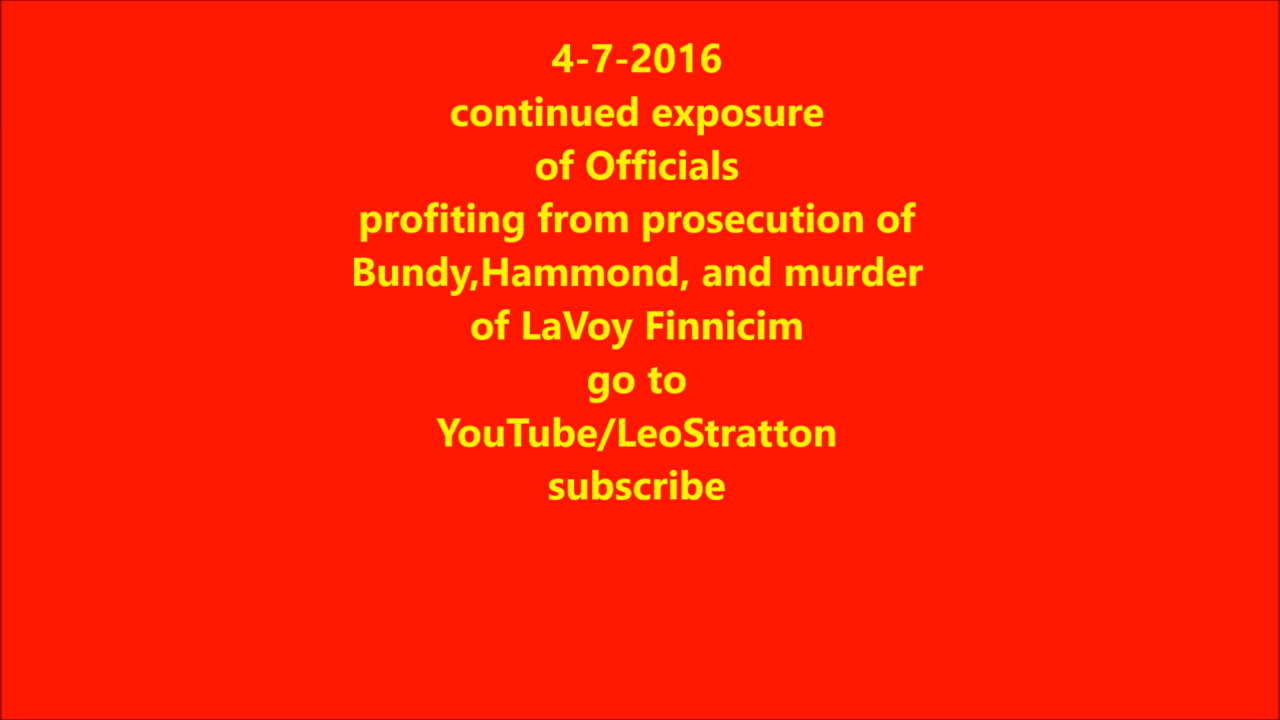 4-7-2016
continued exposure
of Officials
profiting from prosecution of
Bundy,Hammond, and murder
of LaVoy Finnicim
go to
YouTube/LeoStratton
subscribe